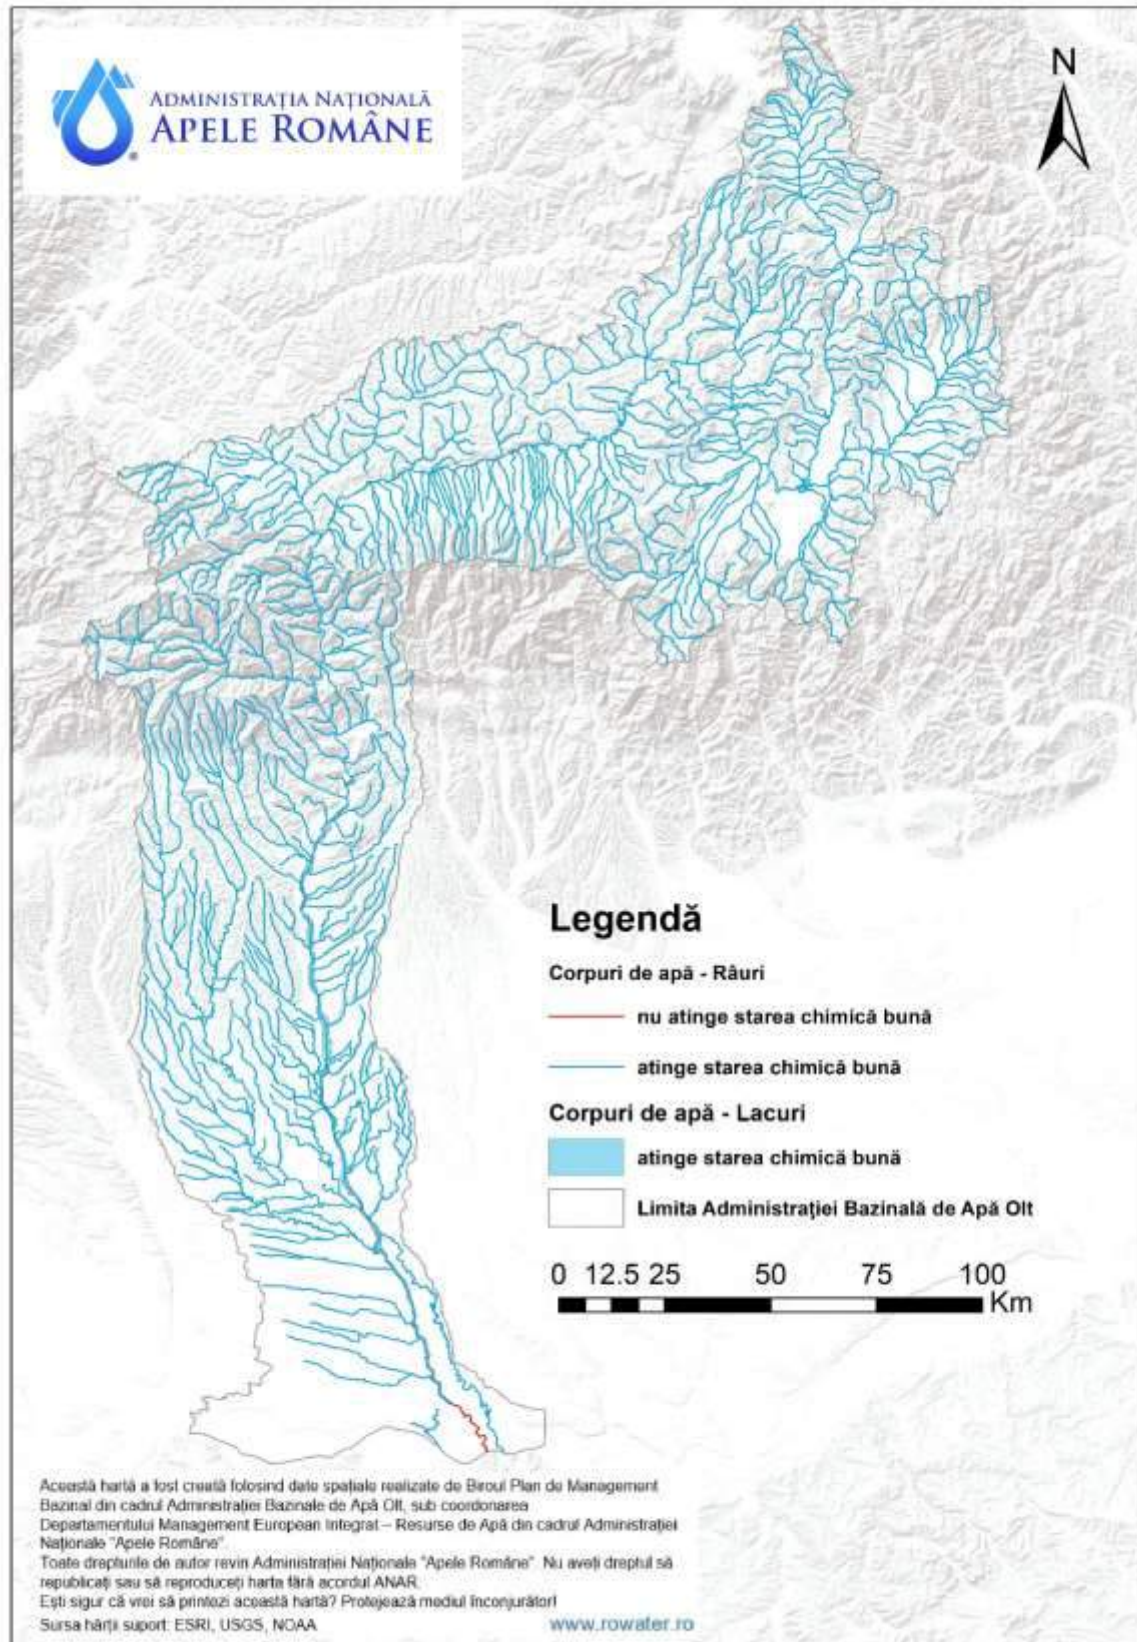 ADMINISTRAȚIA NAȚIONALĂ
APELE ROMÂNE
N
Legendă
Corpuri de apă - Râuri
nu atinge starea chimică bună
atinge starea chimică bună
Corpuri de apă - Lacuri
atinge starea chimică bună
Limita Administraţiei Bazinală de Apă Olt
0 12.5 25 50 75 100
Km
Această hartă a fost creată folosind date spațiale realizate de Biroul Plan de Management
Bazinal din cadrul Administrației Bazinale de Apă Olt, sub coordonarea
Departamentului Management European Integrat – Resurse de Apă din cadrul Administrației
Naționale "Apele Române".
Toate drepturile de autor revin Administrației Naționale "Apele Române". Nu aveți dreptul să
republicați sau să reproduceți harta fără acordul ANAR.
Ești sigur că vrei să printezi această hartă? Protejează mediul înconjurător!
Sursa hărții suport: ESRI, USGS, NOAA
www.rowater.ro